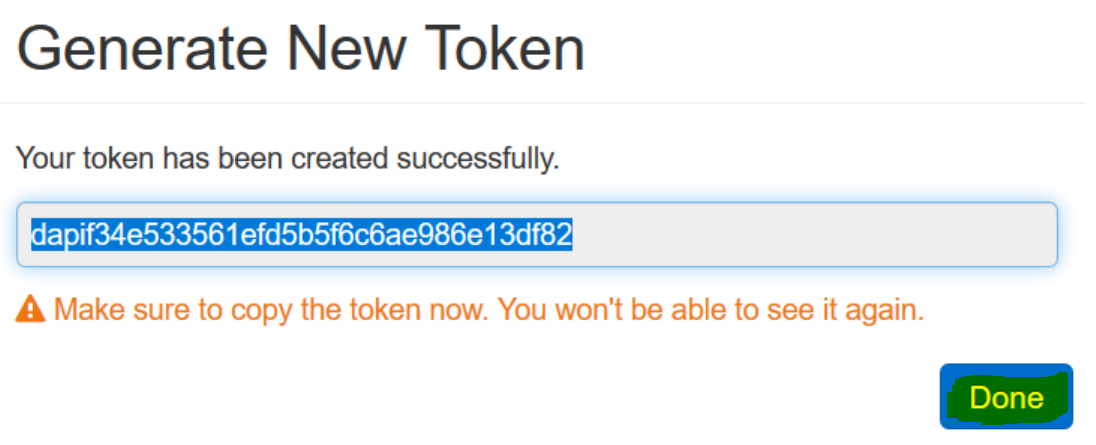 Generate New Token
Your token has been created successfully.
dapif34e533561efd5b5f6c6ae986e13df82
Make sure to copy the token now. You won't be able to see it again.
Done